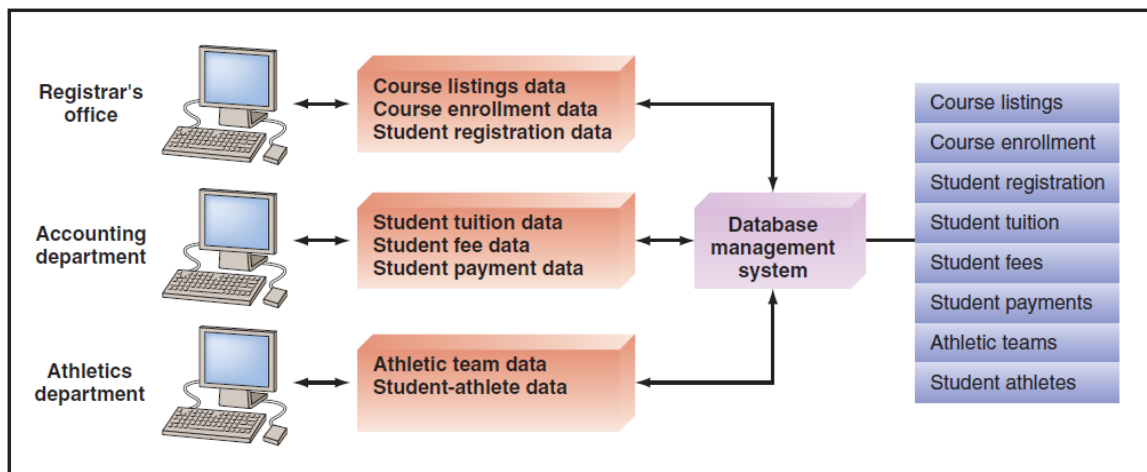 Registrar's
office
Course listings data
Course enrollment data
Student registration data
Accounting
department
Student tuition data
Student fee data
Student payment data
Athletics
department
Athletic team data
Student-athlete data
Database
management
system
Course listings
Course enrollment
Student registration
Student tuition
Student fees
Student payments
Athletic teams
Student athletes